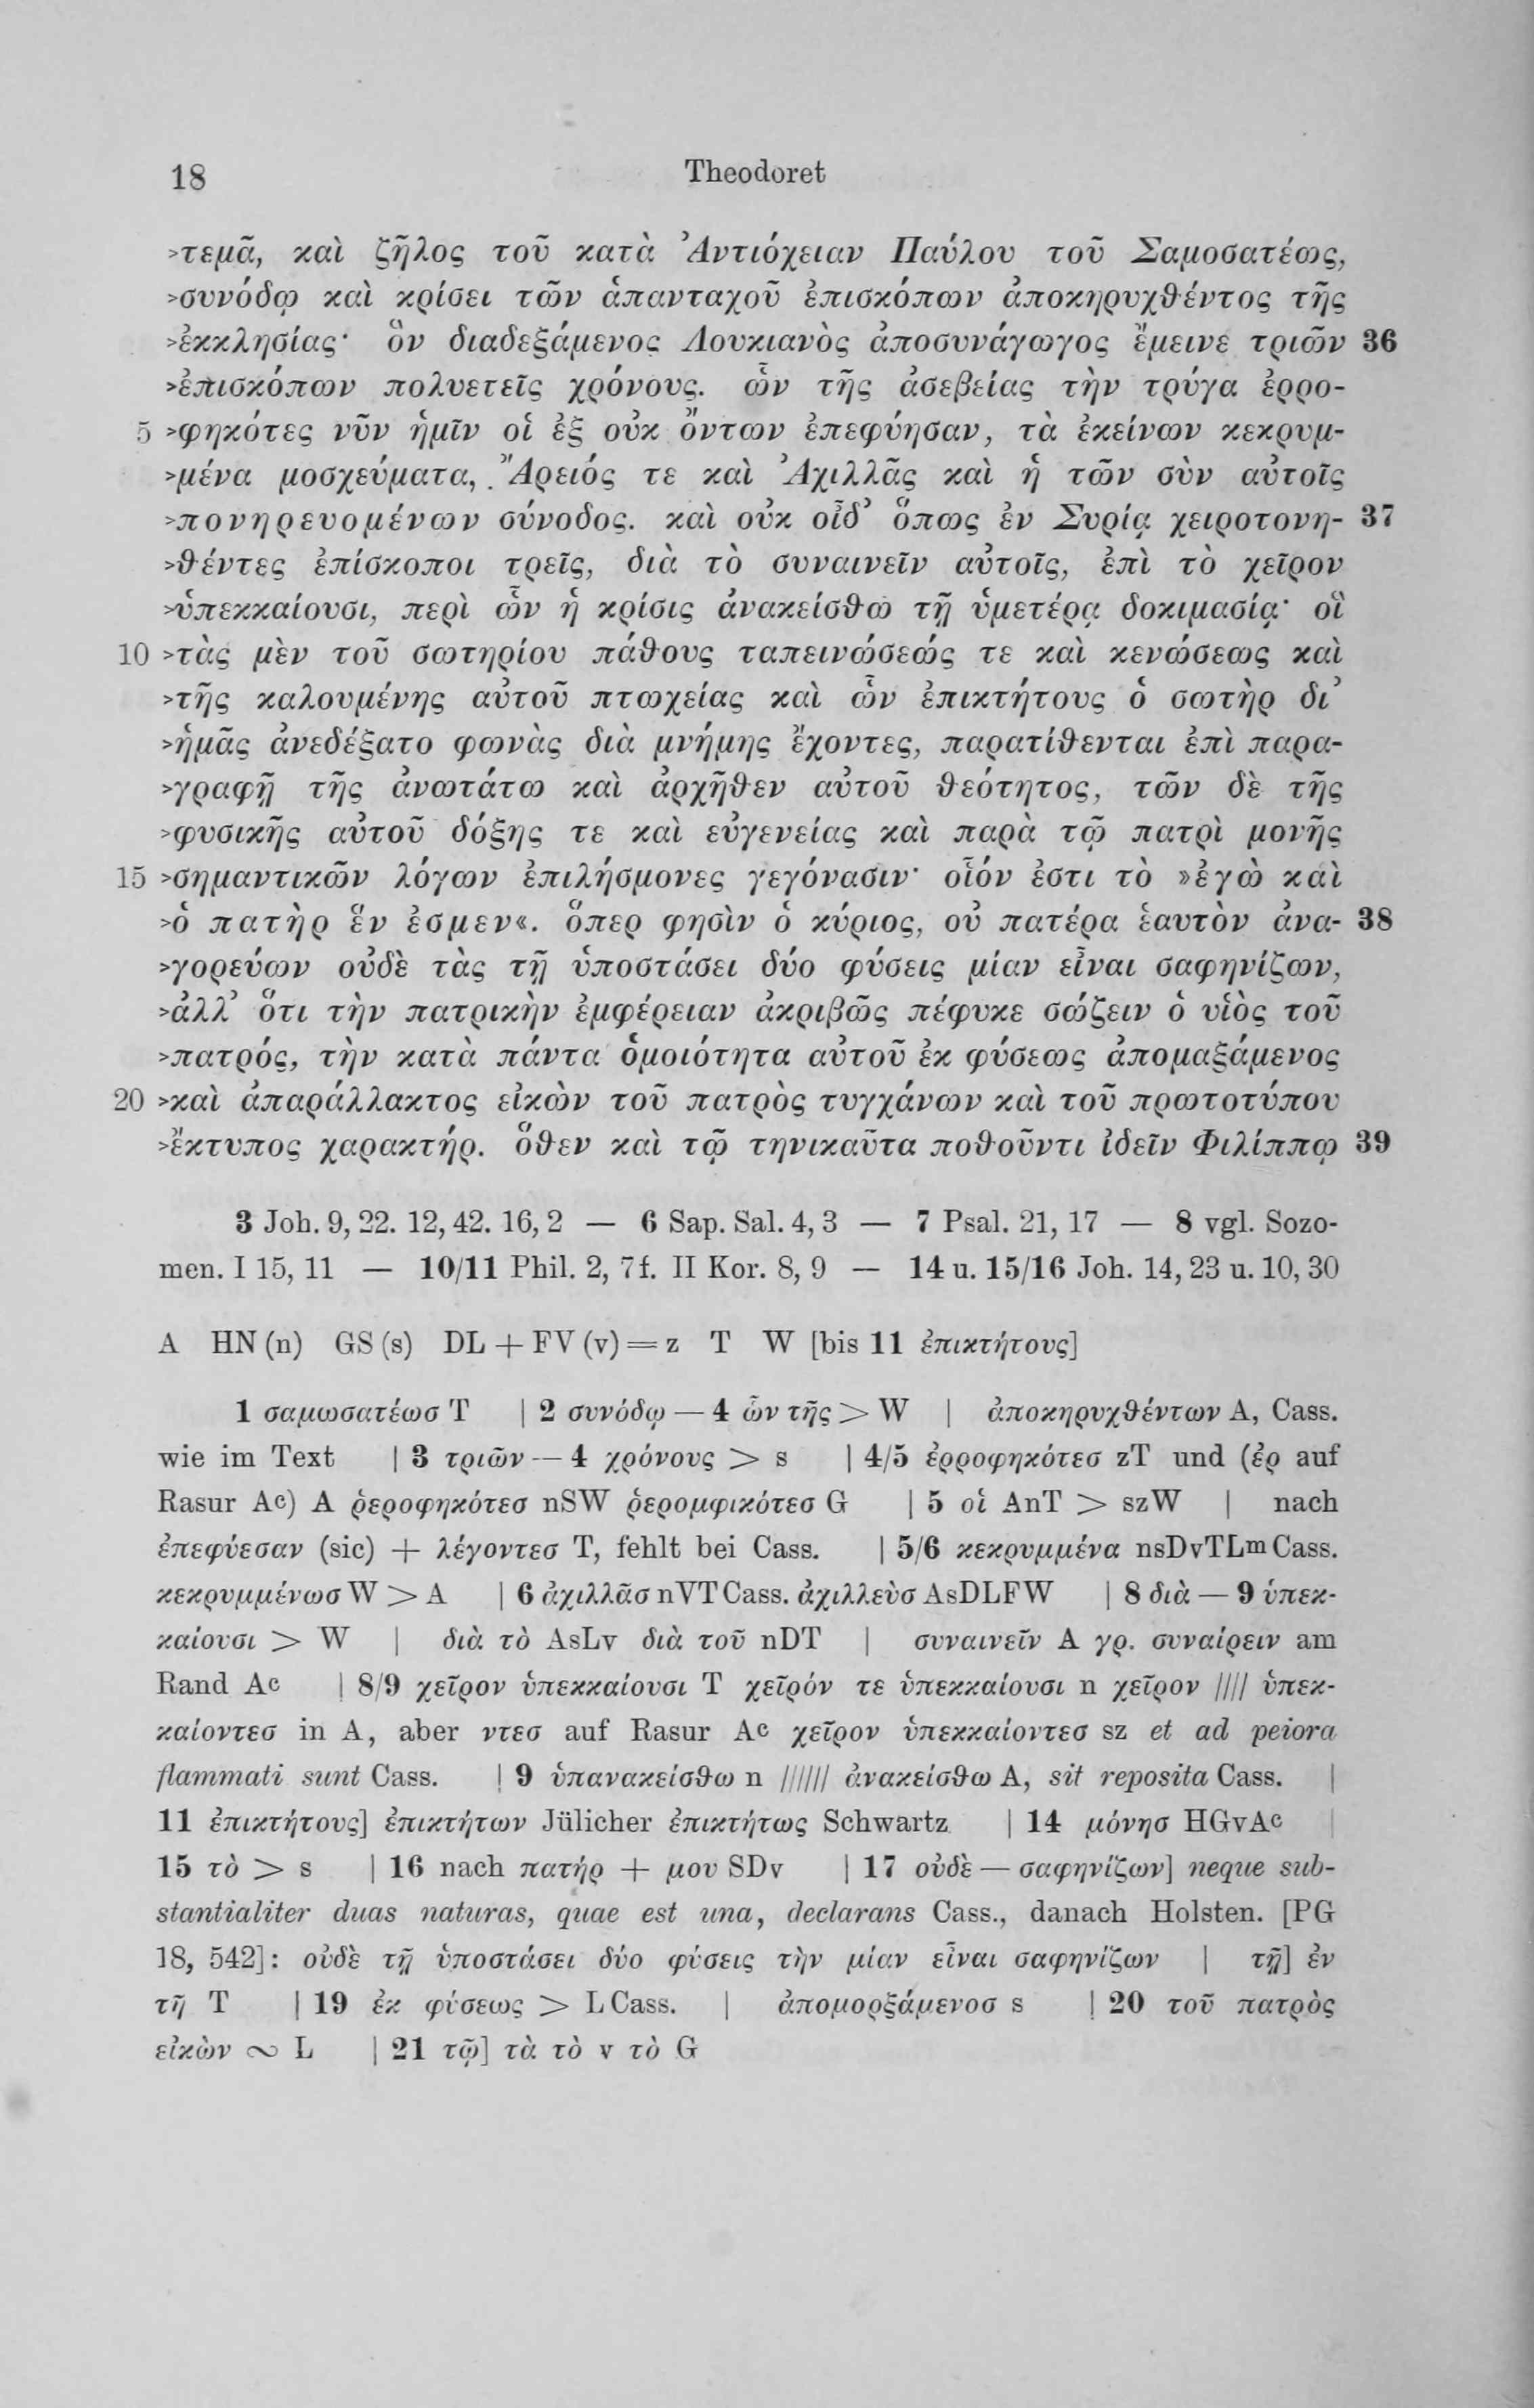 18 Theodoret
>τεμᾶ, καὶ ζῆλος τοῦ κατὰ Ἀντιόχειαν Παύλου τοῦ Σαμοσατέως,
>συνόδῳ καὶ κρίσει τῶν ἁπανταχοῦ ἐπισκόπων ἀποκηρυχθέντος τῆς
>ἐκκλησίας· ὃν διαδεξάμενος Λουκιανὸς ἀποσυνάγωγος ἔμεινε τριῶν 36
>ἐπισκόπων πολυετεῖς χρόνους. ὧν τῆς ἀσεβείας τὴν τρύγα ἐρρο-
5 >φηκότες νῦν ἡμῖν οἱ ἐξ οὐκ ὄντων ἐπεφύησαν, τὰ ἐκείνων κεκρυμ-
>μένα μοσχεύματα, Ἄρειός τε καὶ Ἀχιλλᾶς καὶ ἡ τῶν σὺν αὐτοῖς
>πονηρευομένων σύνοδος. καὶ οὐκ οἶδ’ ὅπως ἐν Συρίᾳ χειροτονη- 37
>θέντες ἐπίσκοποι τρεῖς, διὰ τὸ συναινεῖν αὐτοῖς, ἐπὶ τὸ χεῖρον
>ὑπεκκαίουσι, περὶ ὧν ἡ κρίσις ἀνακείσθω τῇ ὑμετέρᾳ δοκιμασίᾳ· οἳ
10 >τὰς μὲν τοῦ σωτηρίου πάθους ταπεινώσεώς τε καὶ κενώσεως καὶ
>τῆς καλουμένης αὐτοῦ πτωχείας καὶ ὧν ἐπικτήτους ὁ σωτὴρ δι’
>ἡμᾶς ἀνεδέξατο φωνὰς διὰ μνήμης ἔχοντες, παρατίθενται ἐπὶ παρα-
>γραφῇ τῆς ἀνωτάτω καὶ ἀρχῆθεν αὐτοῦ θεότητος, τῶν δὲ τῆς
>φυσικῆς αὐτοῦ δόξης τε καὶ εὐγενείας καὶ παρὰ τῷ πατρὶ μονῆς
15 >σημαντικῶν λόγων ἐπιλήσμονες γεγόνασιν· οἷόν ἐστι τὸ »ἐγὼ καὶ
>ὁ πατὴρ ἕν ἐσμεν«. ὅπερ φησὶν ὁ κύριος, οὐ πατέρα ἑαυτὸν ἀνα- 38
>γορεύων οὐδὲ τὰς τῇ ὑποστάσει δύο φύσεις μίαν εἶναι σαφηνίζων,
>ἀλλ’ ὅτι τὴν πατρικὴν ἐμφέρειαν ἀκριβῶς πέφυκε σώζειν ὁ υἱὸς τοῦ
>πατρός, τὴν κατὰ πάντα ὁμοιότητα αὐτοῦ ἐκ φύσεως ἀπομαξάμενος
20 >καὶ ἀπαράλλακτος εἰκὼν τοῦ πατρὸς τυγχάνων καὶ τοῦ πρωτοτύπου
>ἔκτυπος χαρακτήρ. ὅθεν καὶ τῷ τηνικαῦτα ποθοῦντι ἰδεῖν Φιλίππῳ 39
3 Joh. 9, 22. 12, 42. 16, 2 — 6 Sap. Sal. 4, 3 — 7 Psal. 21, 17 — 8 vgl. Sozo-
men. I 15, 11 — 10/11 Phil. 2, 7f. II Kor. 8, 9 — 14 u. 15/16 Joh. 14, 23 u. 10, 30
A HN (n) GS (s) DL + FV (v) = z T W [bis 11 ἐπικτήτους]
1 σαμωσατέωσ T | 2 συνόδῳ — 4 ὧν τῆς > W | ἀποκηρυχθέντων A, Cass.
wie im Text | 3 τριῶν — 4 χρόνους > s | 4/5 ἐρροφηκότεσ zT und (ἐρ auf
Rasur Ac) A ῥεροφηκότεσ nSW ῥερομφικότεσ G | 5 οἱ AnT > szW | nach
ἐπεφύεσαν (sic) + λέγοντεσ T, fehlt bei Cass. | 5/6 κεκρυμμένα nsDvTLm Cass.
κεκρυμμένωσ W > A | 6 ἀχιλλᾶσ nVT Cass. ἀχιλλεὺσ AsDLFW | 8 διὰ — 9 ὑπεκ-
καίουσι > W | διὰ τὸ AsLv διὰ τοῦ nDT | συναινεῖν A γρ. συναίρειν am
Rand Ac | 8/9 χεῖρον ὑπεκκαίουσι T χεῖρόν τε ὑπεκκαίουσι n χεῖρον //// ὑπεκ-
καίοντεσ in A, aber ντεσ auf Rasur Ac χεῖρον ὑπεκκαίοντεσ sz et ad peiora
flammati sunt Cass. | 9 ὑπανακείσθω n ////// ἀνακείσθω A, sit reposita Cass. |
11 ἐπικτήτους] ἐπικτήτων Jülicher ἐπικτήτως Schwartz | 14 μόνησ HGvAc |
15 τὸ > s | 16 nach πατήρ + μου SDv | 17 οὐδὲ — σαφηνίζων] neque sub-
stantialiter duas naturas, quae est una, declarans Cass., danach Holsten. [PG
18, 542]: οὐδὲ τῇ ὑποστάσει δύο φύσεις τὴν μίαν εἶναι σαφηνίζων | τῇ] ἐν
τῇ T | 19 ἐκ φύσεως > L Cass. | ἀπομορξάμενοσ s | 20 τοῦ πατρὸς
εἰκὼν ∾ L | 21 τῷ] τὰ τὸ v τὸ G